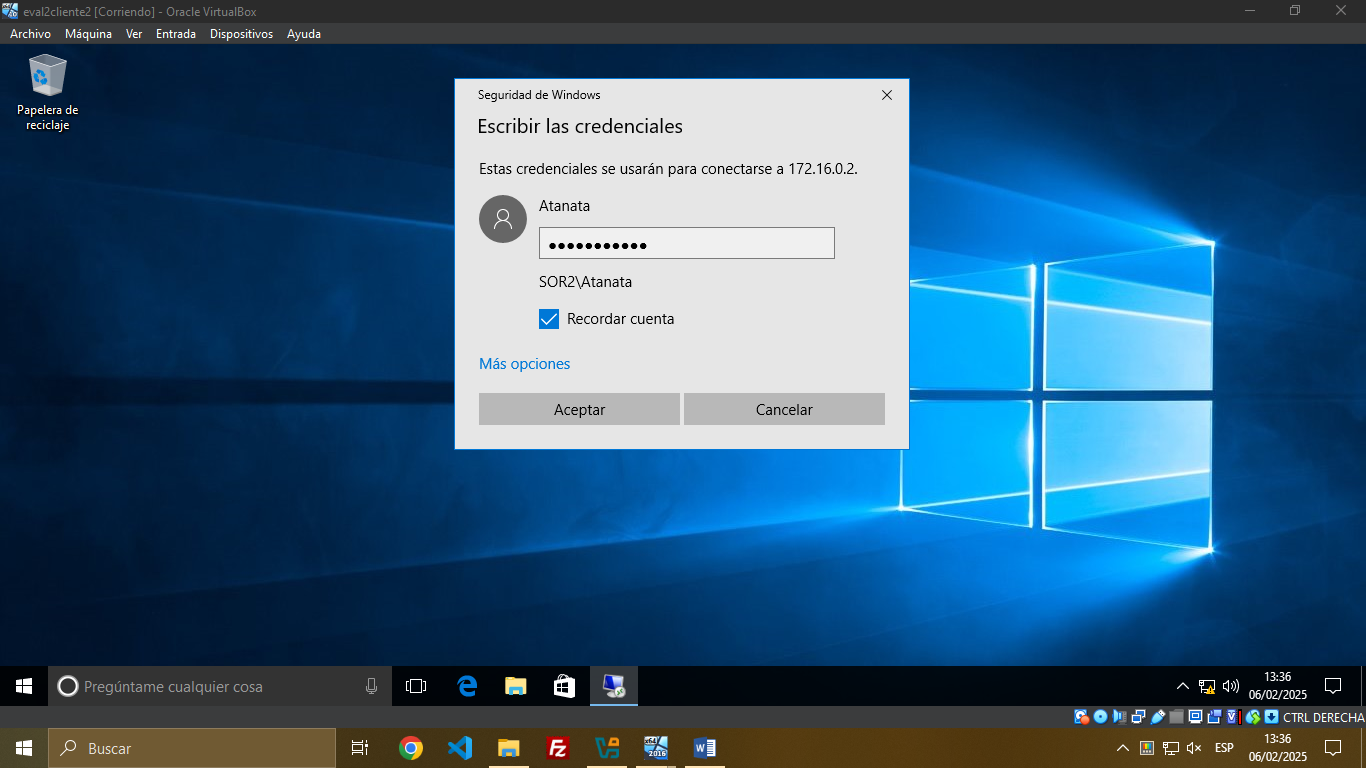 eval2cliente2 [Corriendo] - Oracle VirtualBox
Archivo Máquina Ver Entrada Dispositivos Ayuda
Papelera de
reciclaje
Seguridad de Windows
Escribir las credenciales
Estas credenciales se usarán para conectarse a 172.16.0.2.
Atanata
●●●●●●●●●●●
SOR2\Atanata
Recordar cuenta
Más opciones
Aceptar Cancelar
Pregúntame cualquier cosa
13:36
06/02/2025
CTRL DERECHA
Buscar
x64
2016
ESP
13:36
06/02/2025